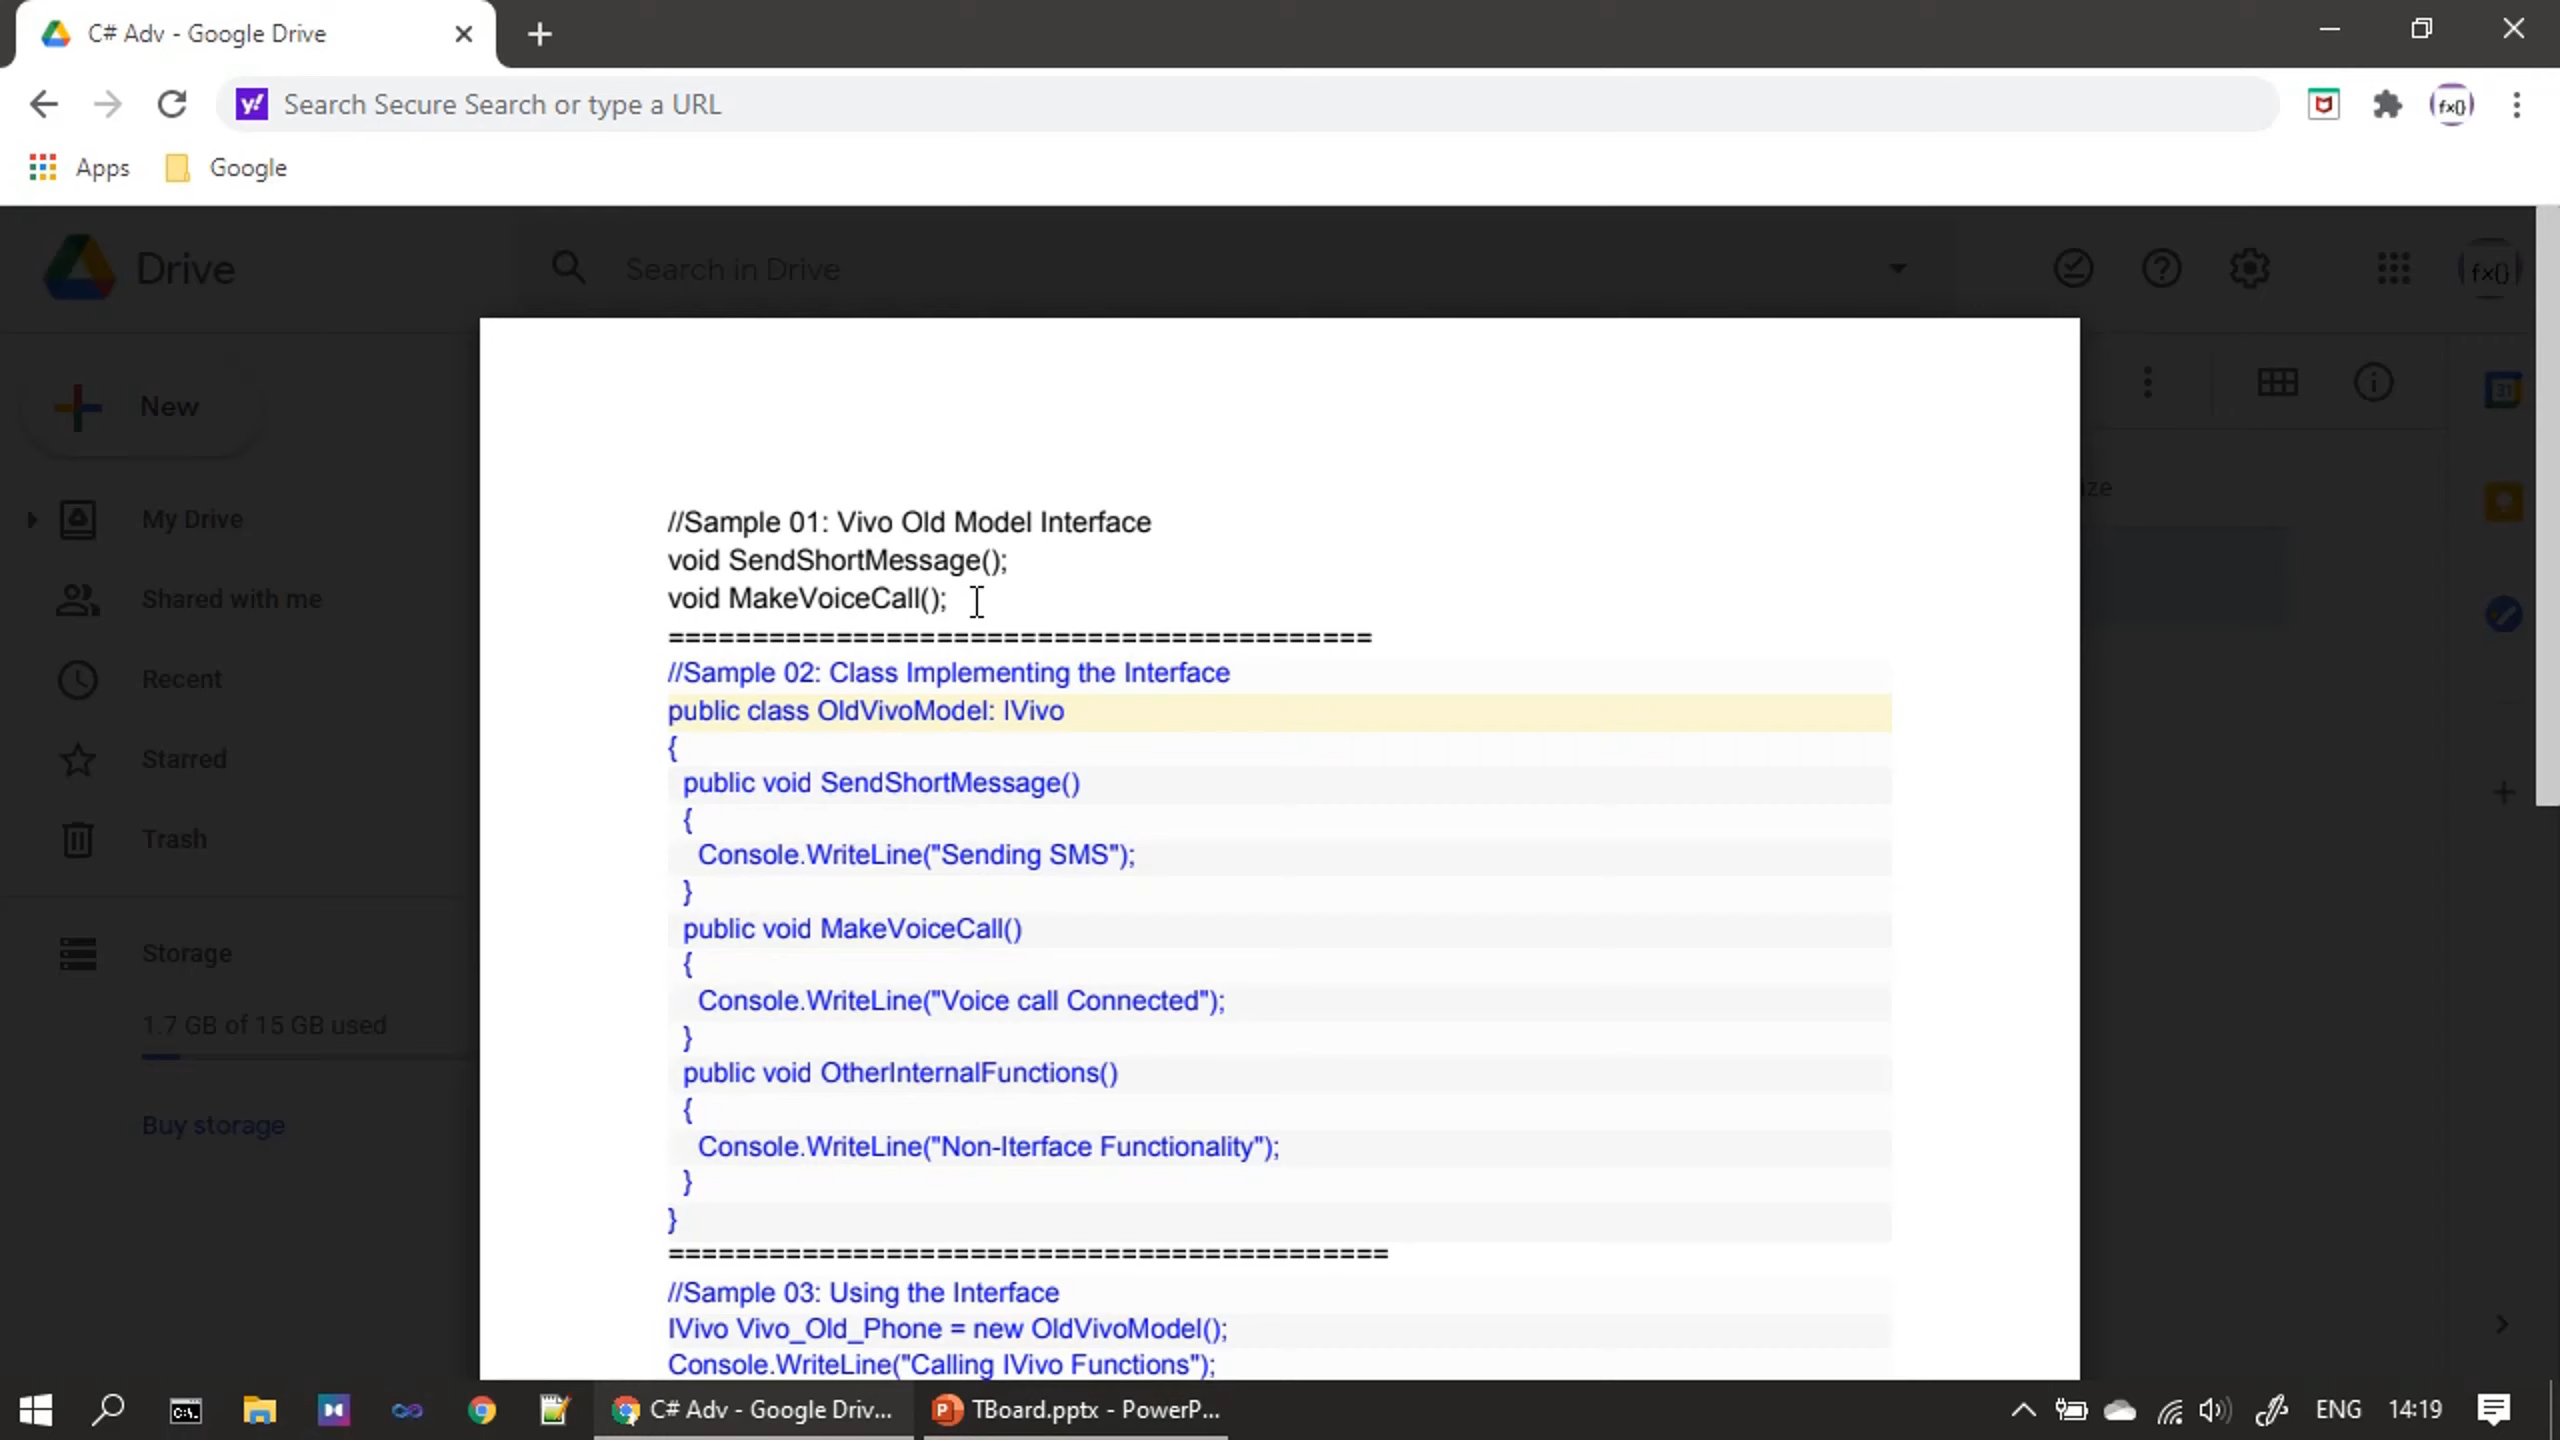 C# Adv - Google Drive
Search Secure Search or type a URL
Apps
Google
Drive
Search in Drive
fx{}
New
My Drive
Shared with me
Recent
Starred
Trash
Storage
1.7 GB of 15 GB used
Buy storage
//Sample 01: Vivo Old Model Interface
void SendShortMessage();
void MakeVoiceCall();
==========================================
//Sample 02: Class Implementing the Interface
public class OldVivoModel: IVivo
{
public void SendShortMessage()
{
Console.WriteLine("Sending SMS");
}
public void MakeVoiceCall()
{
Console.WriteLine("Voice call Connected");
}
public void OtherInternalFunctions()
{
Console.WriteLine("Non-Iterface Functionality");
}
}
===========================================
//Sample 03: Using the Interface
IVivo Vivo_Old_Phone = new OldVivoModel();
Console.WriteLine("Calling IVivo Functions");
C# Adv - Google Driv...
TBoard.pptx - PowerP...
ENG
14:19